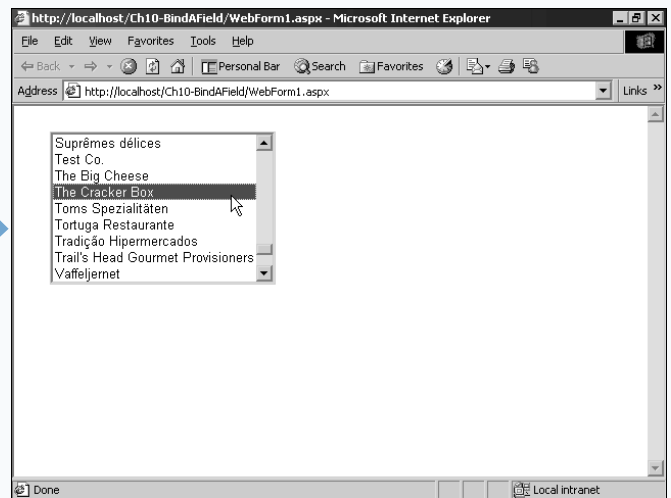 http://localhost/Ch10-BindAField/WebForm1.aspx - Microsoft Internet Explorer
File Edit View Favorites Tools Help
Back Personal Bar Search Favorites
Address http://localhost/Ch10-BindAField/WebForm1.aspx Links »
Suprêmes délices
Test Co.
The Big Cheese
The Cracker Box
Toms Spezialitäten
Tortuga Restaurante
Tradição Hipermercados
Trail's Head Gourmet Provisioners
Vaffeljernet
Done Local intranet